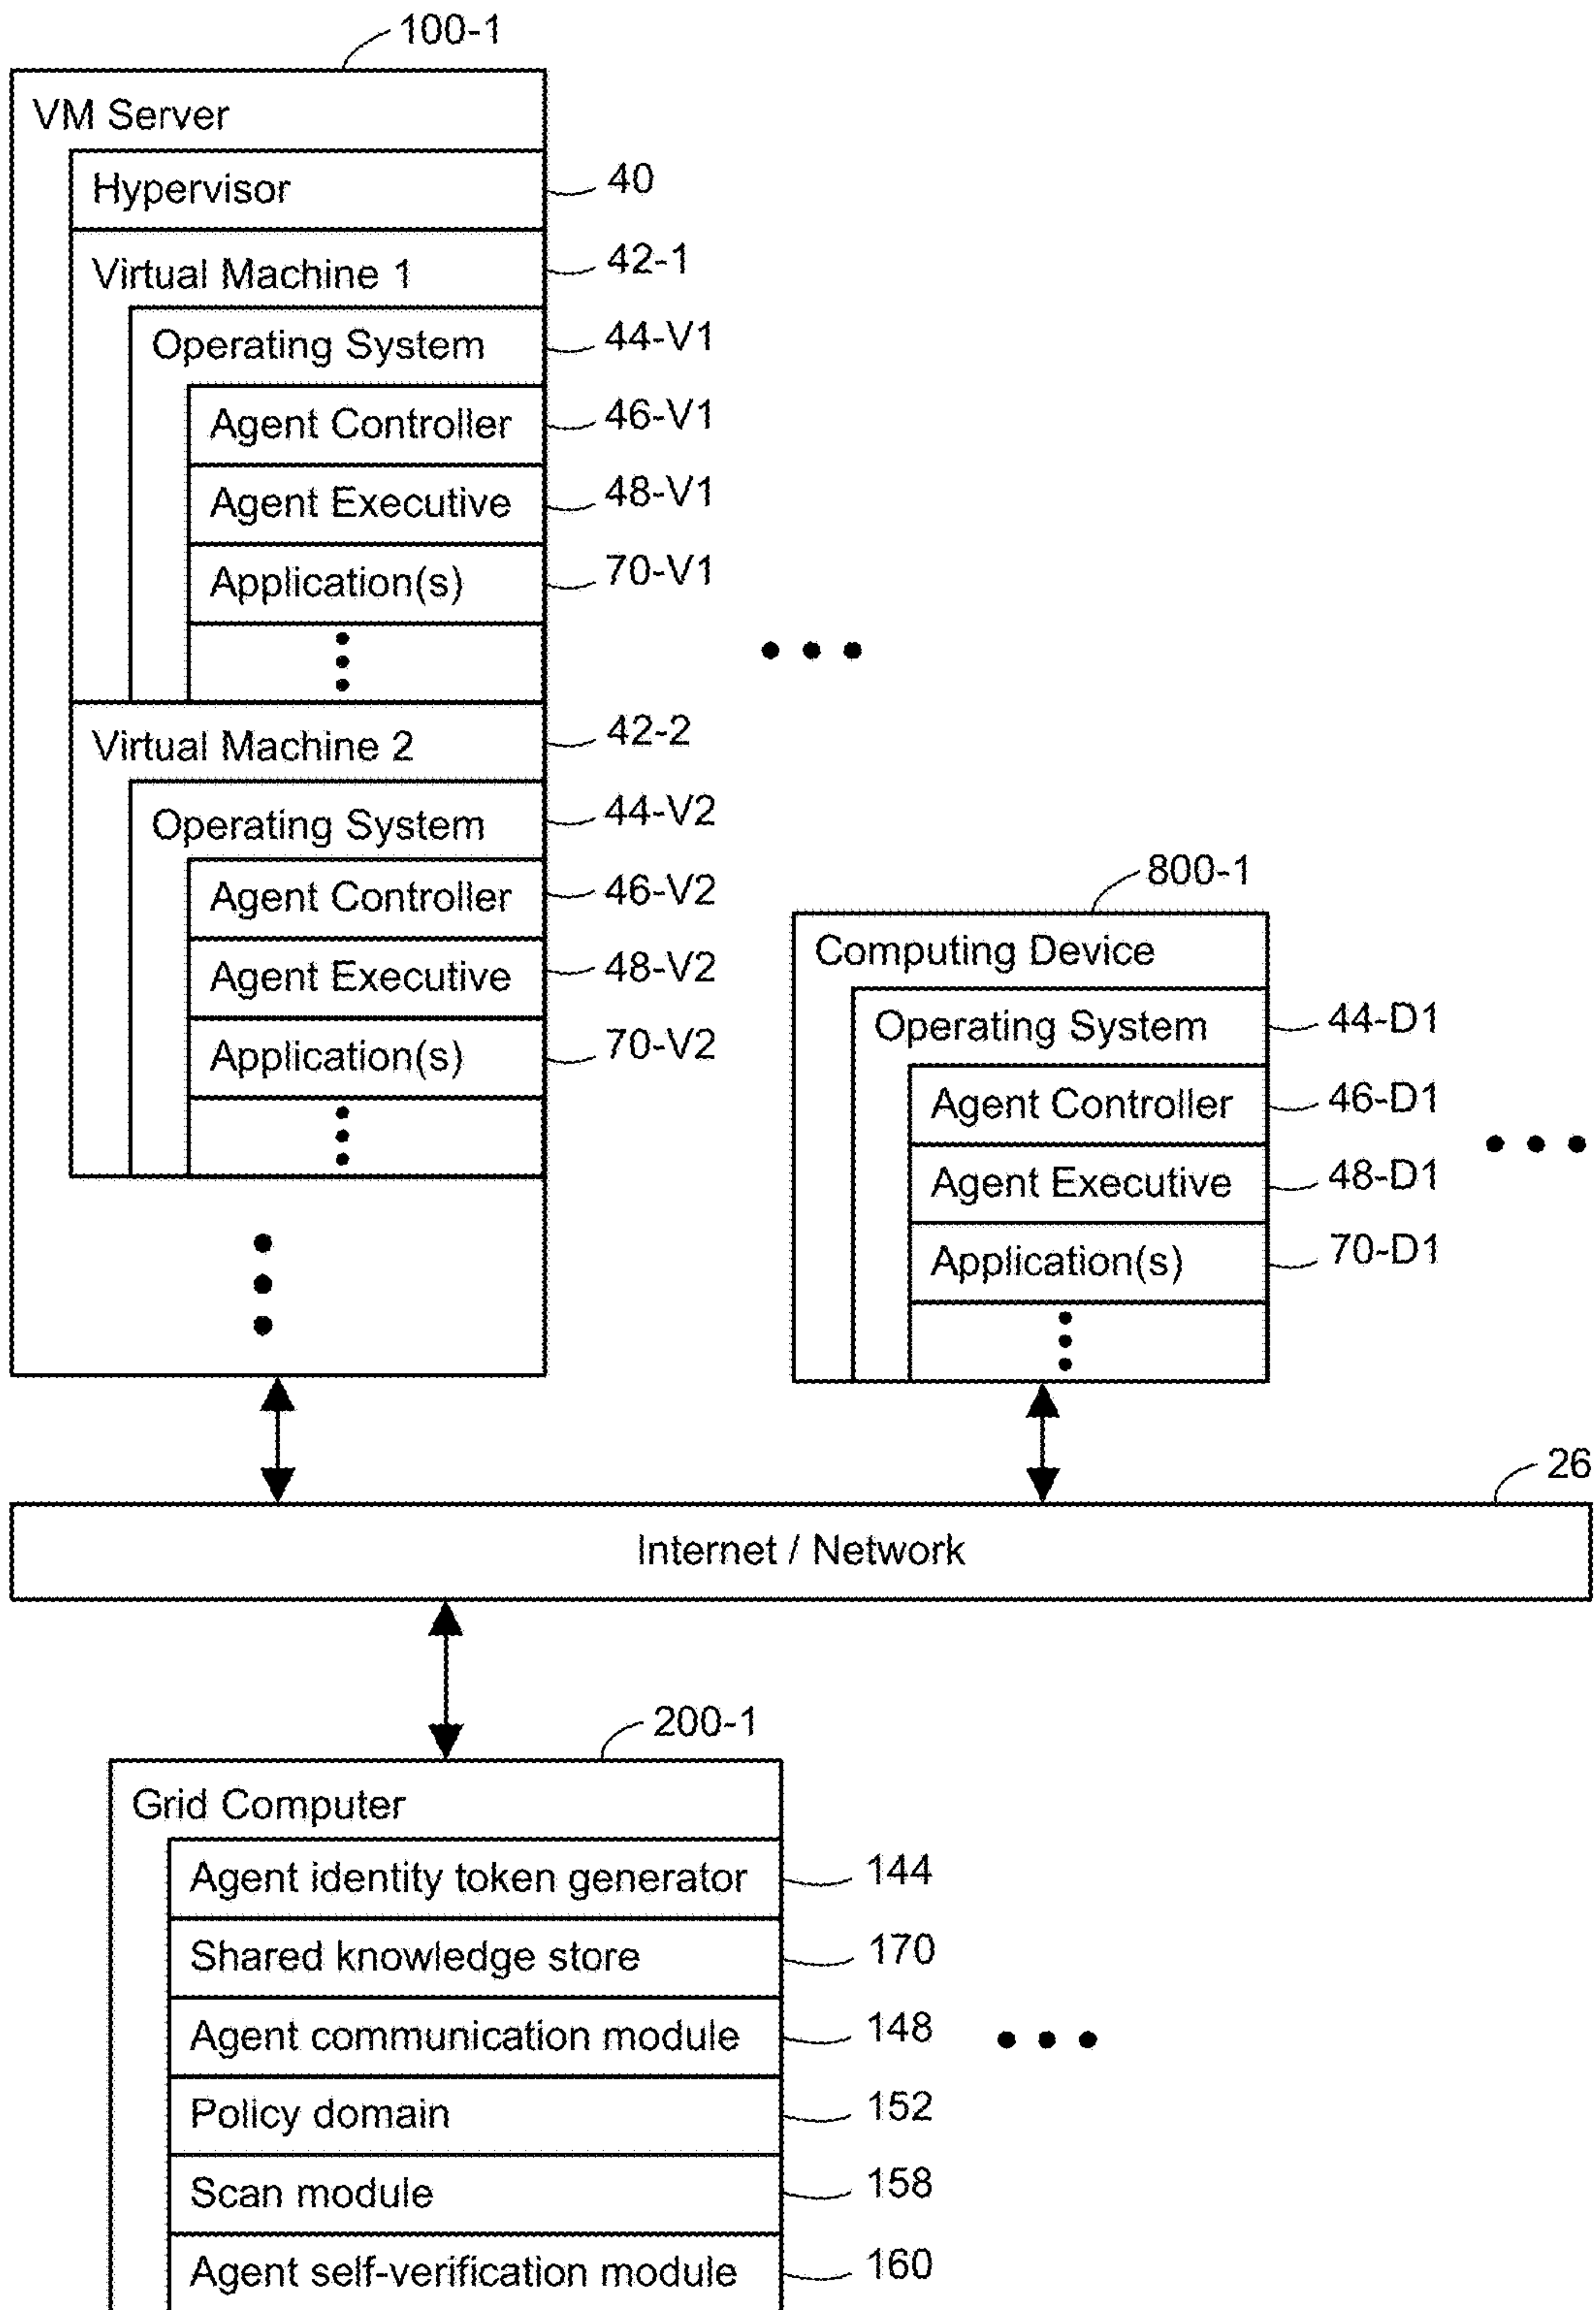 100-1
VM Server
Hypervisor
40
Virtual Machine 1
42-1
Operating System
44-V1
Agent Controller
46-V1
Agent Executive
48-V1
Application(s)
70-V1
Virtual Machine 2
42-2
Operating System
44-V2
Agent Controller
46-V2
Agent Executive
48-V2
Application(s)
70-V2
800-1
Computing Device
Operating System
44-D1
Agent Controller
46-D1
Agent Executive
48-D1
Application(s)
70-D1
26
Internet / Network
200-1
Grid Computer
Agent identity token generator
144
Shared knowledge store
170
Agent communication module
148
Policy domain
152
Scan module
158
Agent self-verification module
160